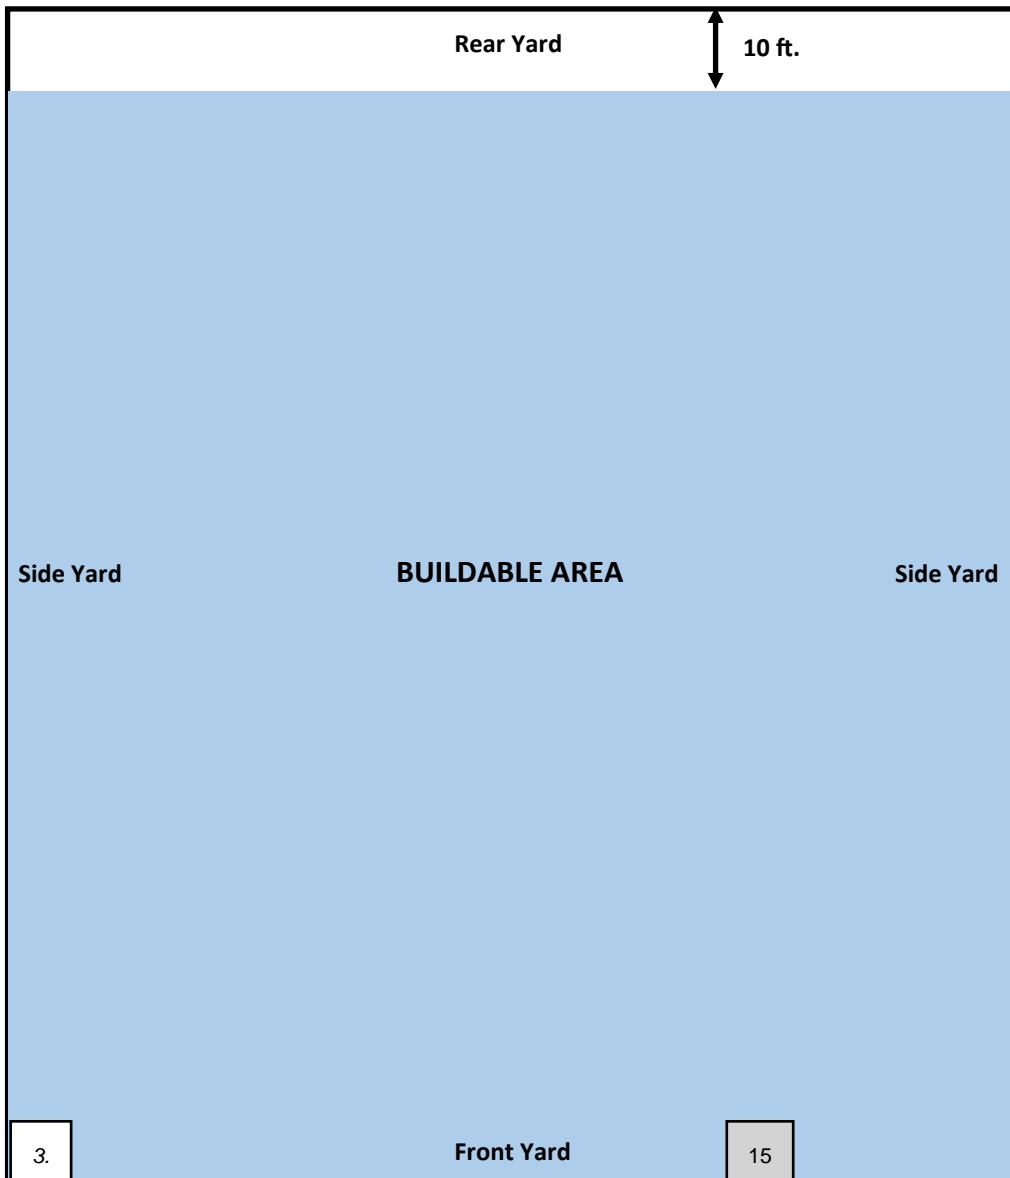 Rear Yard
10 ft.
Side Yard
BUILDABLE AREA
Side Yard
3.
Front Yard
15